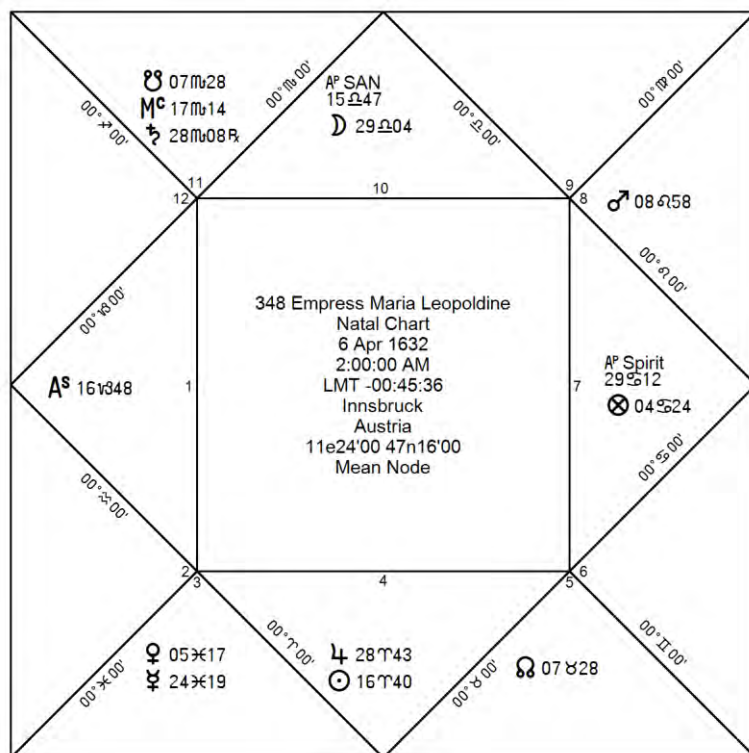 ☋ 07♏28
Mc 17♏14
♄ 28♏08℞
00°♏00'
AP SAN
15♎47
☽ 29♎04
00°♎00'
00°♍00'
00°♐00'
11
12
10
9
8
♂ 08♌58
00°♑00'
00°♌00'
348 Empress Maria Leopoldine
Natal Chart
6 Apr 1632
2:00:00 AM
LMT -00:45:36
Innsbruck
Austria
11e24'00 47n16'00
Mean Node
As 16♑48
1
7
AP Spirit
29♋12
⊗ 04♋24
00°♒00'
00°♋00'
2
3
4
5
6
♀ 05♓17
☿ 24♓19
00°♓00'
00°♈00'
♃ 28♈43
☉ 16♈40
00°♉00'
☊ 07♉28
00°♊00'